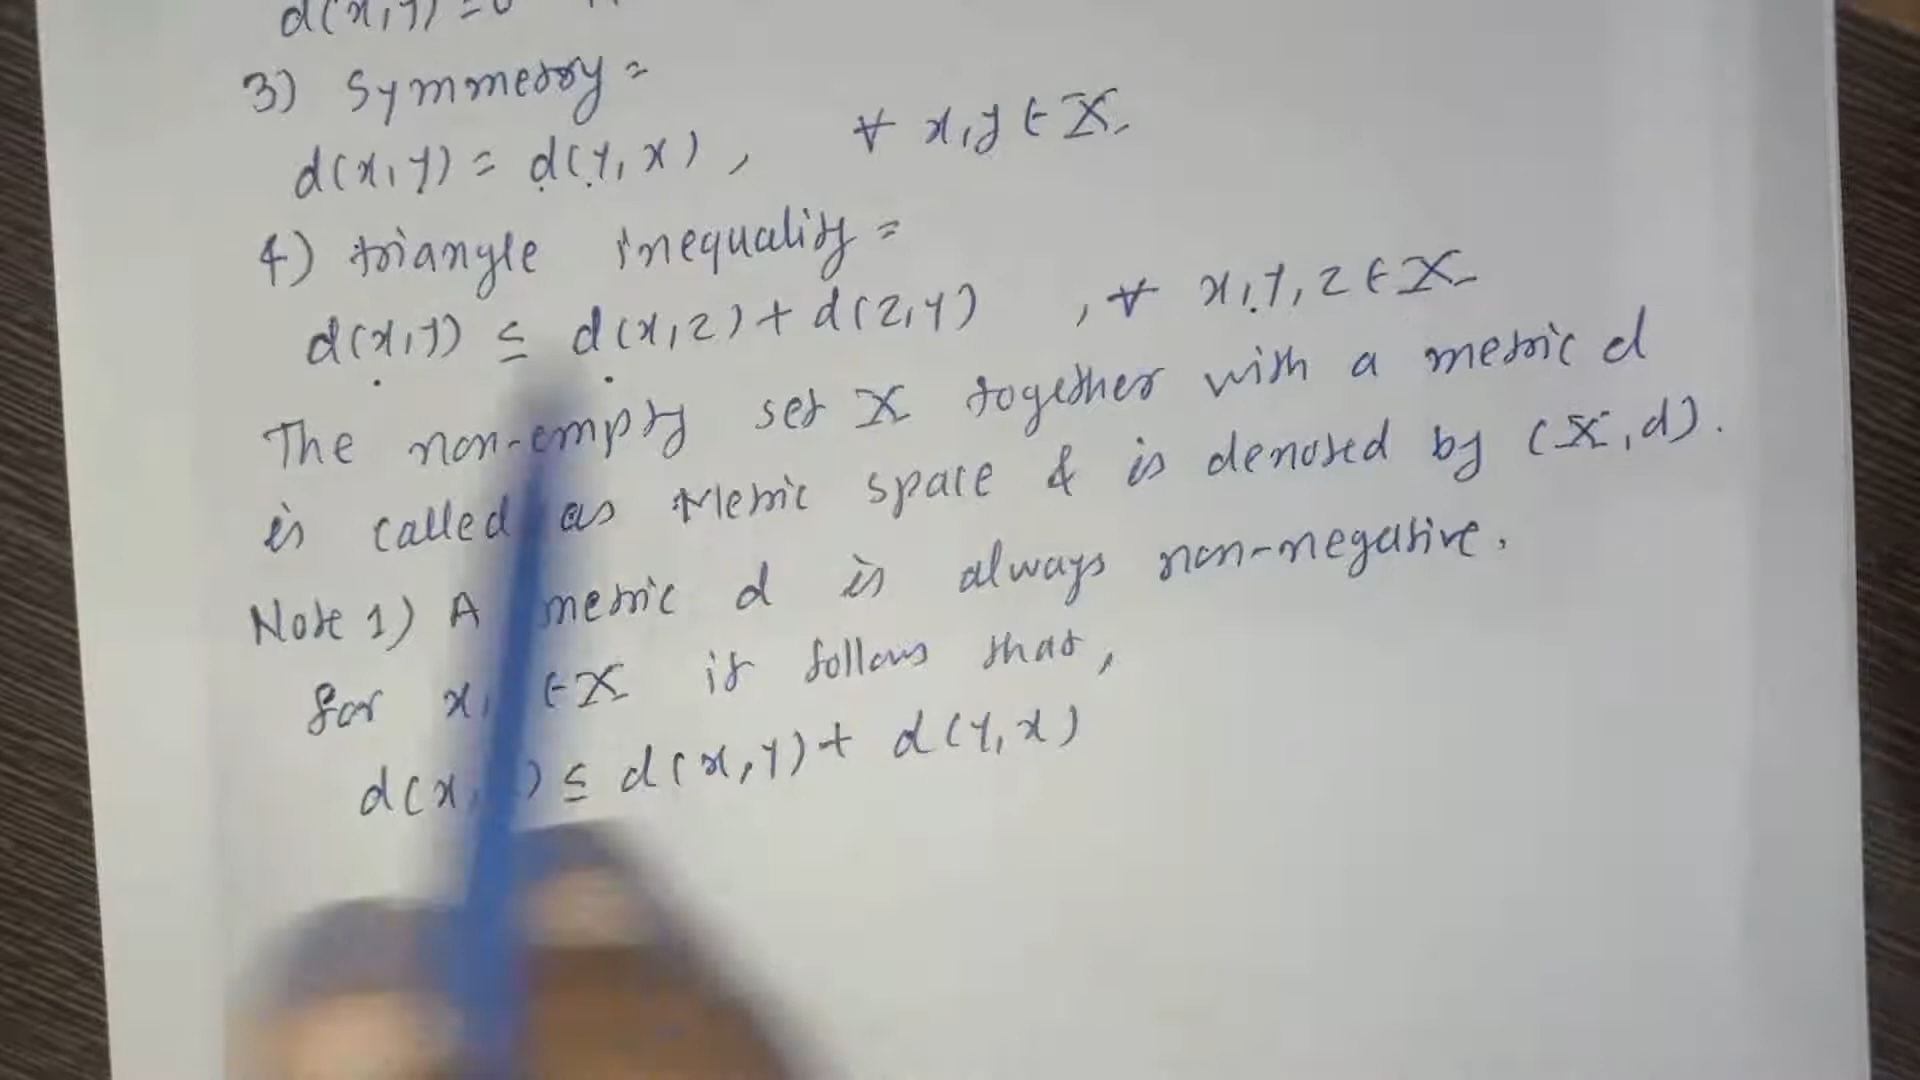 d(x,y)=0
3) Symmetry=
d(x,y) = d(y,x), ∀ x,y ∈ X
4) triangle inequality=
d(x,y) ≤ d(x,z)+d(z,y) , ∀ x,y,z ∈ X
The non-empty set X together with a metric d
is called as Metric space & is denoted by (X,d).
Note 1) A metric d is always non-negative.
for x, ∈ X it follows that,
d(x, ) ≤ d(x,y)+ d(y,x)